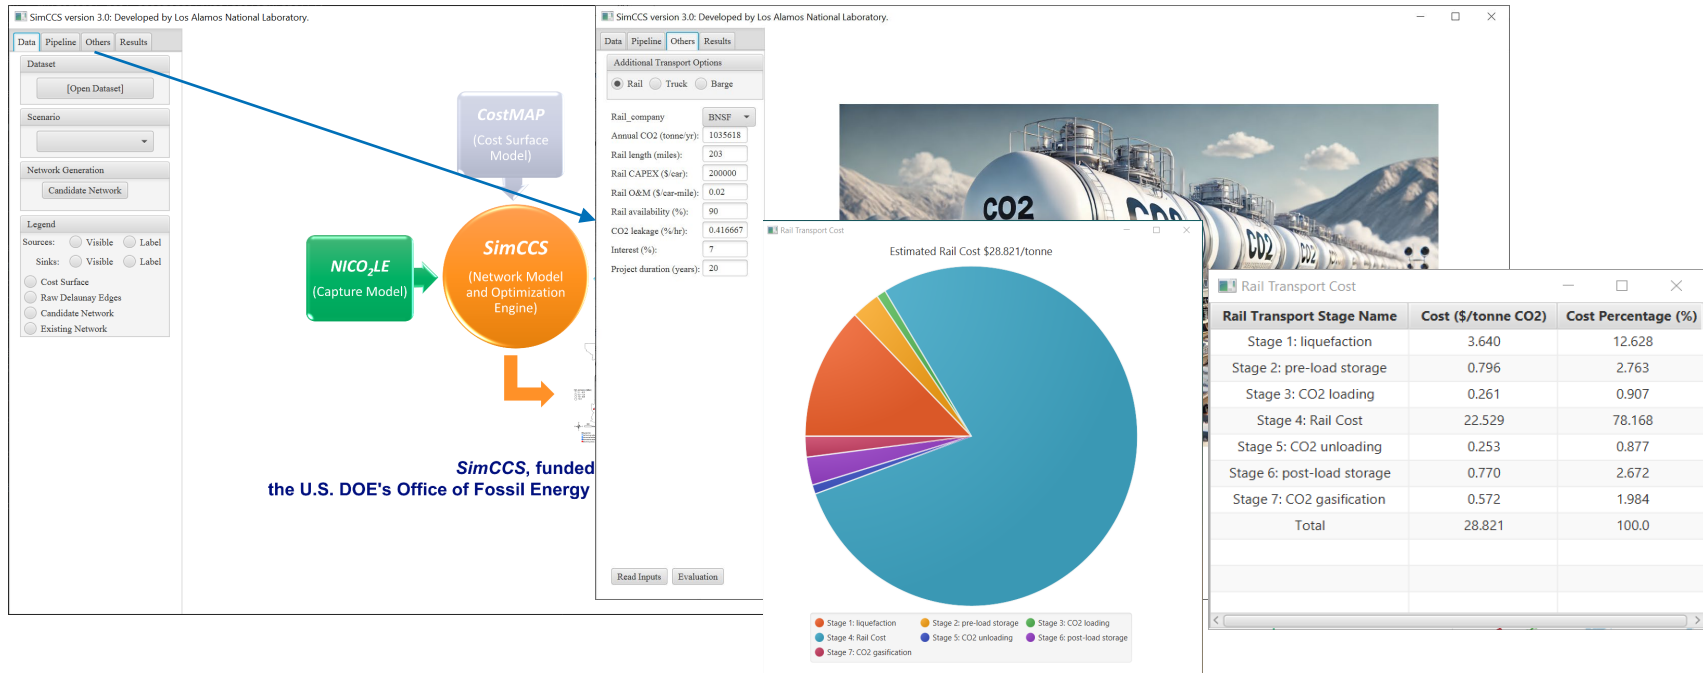 SimCCS version 3.0: Developed by Los Alamos National Laboratory.
Data Pipeline Others Results
Dataset
[Open Dataset]
Scenario
Network Generation
Candidate Network
Legend
Sources: Visible Label
Sinks: Visible Label
Cost Surface
Raw Delaunay Edges
Candidate Network
Existing Network
CostMAP
(Cost Surface
Model)
NICO₂LE
(Capture Model)
SimCCS
(Network Model
and Optimization
Engine)
SimCCS, funded
the U.S. DOE's Office of Fossil Energy
SimCCS version 3.0: Developed by Los Alamos National Laboratory.
Data Pipeline Others Results
Additional Transport Options
Rail Truck Barge
Rail_company BNSF
Annual CO2 (tonne/yr): 1035618
Rail length (miles): 203
Rail CAPEX ($/car): 200000
Rail O&M ($/car-mile): 0.02
Rail availability (%): 90
CO2 leakage (%/hr): 0.416667
Interest (%): 7
Project duration (years): 20
Read Inputs Evaluation
CO2
CO2
CO2
CO2
Rail Transport Cost
Estimated Rail Cost $28.821/tonne
Stage 1: liquefaction Stage 2: pre-load storage Stage 3: CO2 loading
Stage 4: Rail Cost Stage 5: CO2 unloading Stage 6: post-load storage
Stage 7: CO2 gasification
Rail Transport Cost
Rail Transport Stage Name Cost ($/tonne CO2) Cost Percentage (%)
Stage 1: liquefaction 3.640 12.628
Stage 2: pre-load storage 0.796 2.763
Stage 3: CO2 loading 0.261 0.907
Stage 4: Rail Cost 22.529 78.168
Stage 5: CO2 unloading 0.253 0.877
Stage 6: post-load storage 0.770 2.672
Stage 7: CO2 gasification 0.572 1.984
Total 28.821 100.0